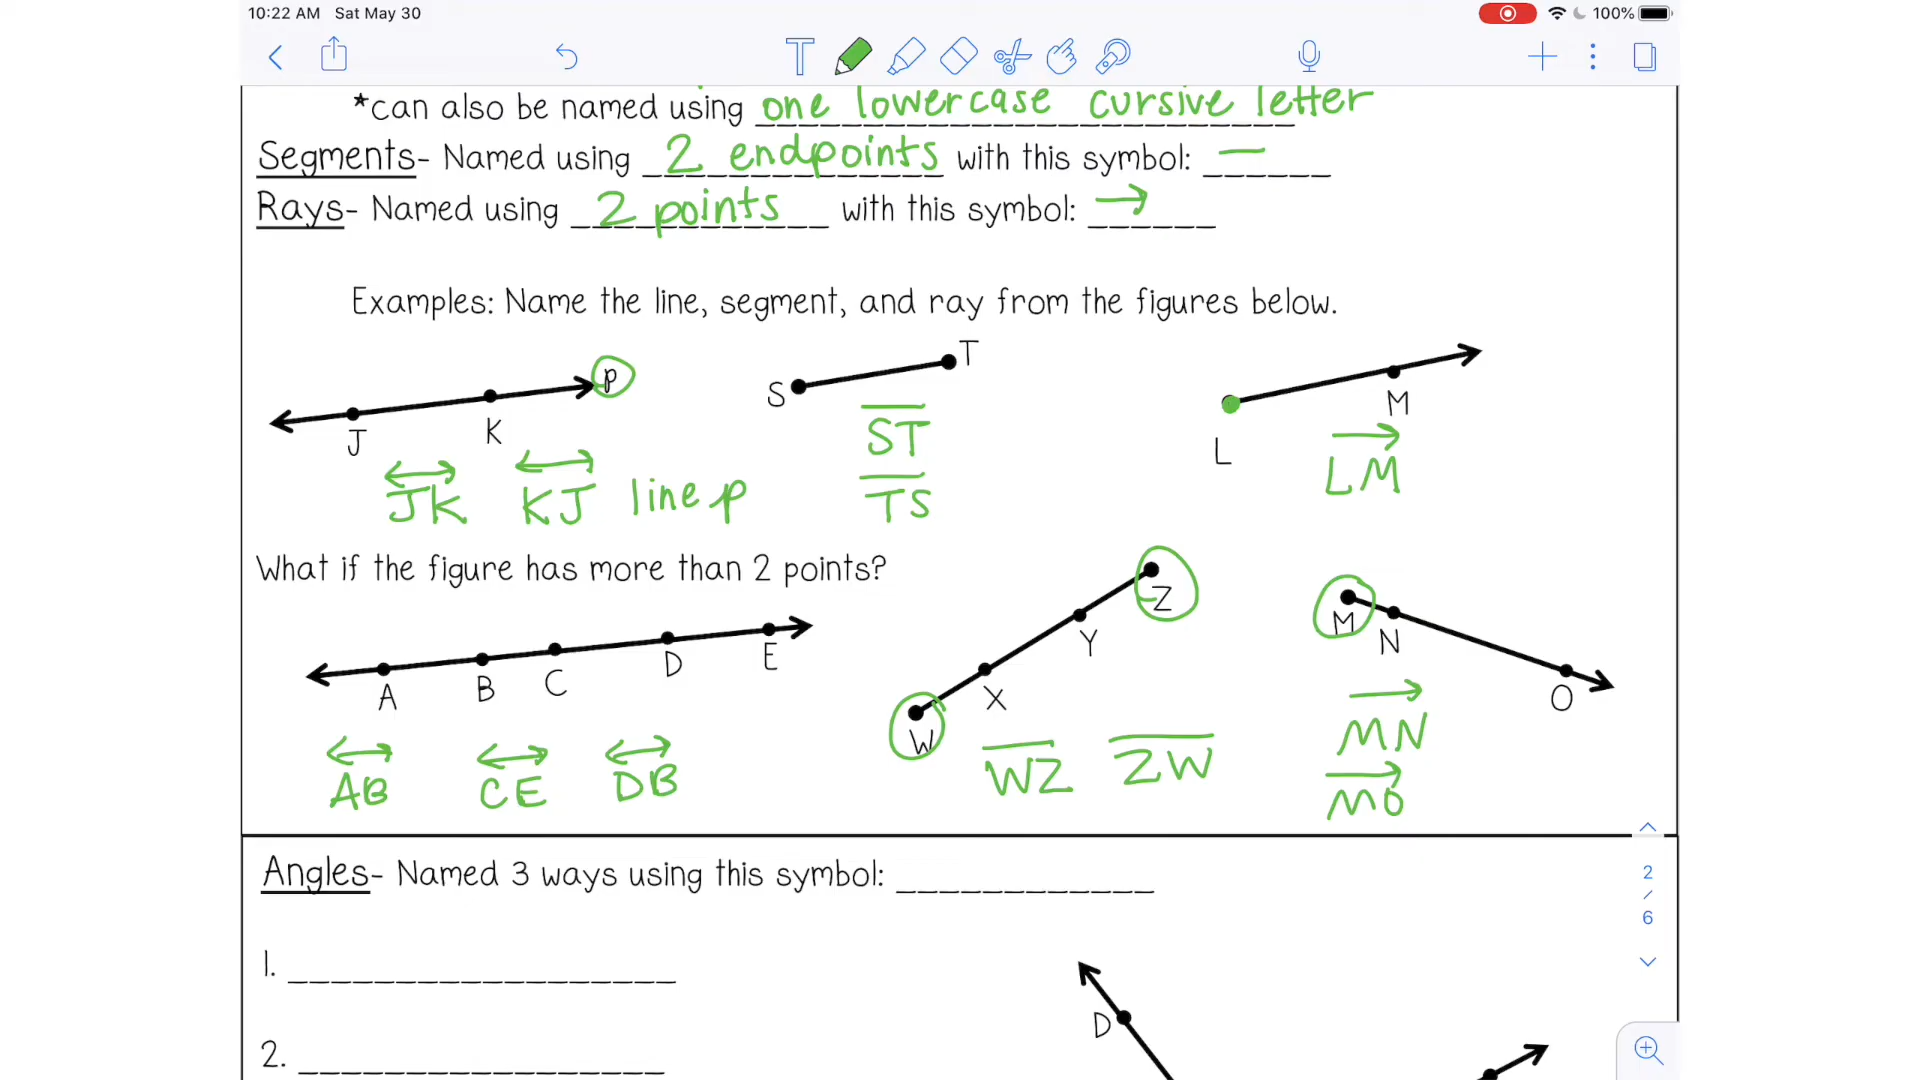 10:22 AM Sat May 30 100%
T
*can also be named using one lowercase cursive letter
Segments- Named using 2 endpoints with this symbol: —
Rays- Named using 2 points with this symbol: →
Examples: Name the line, segment, and ray from the figures below.
J K p
S T
L M
JK KJ line p
ST
TS
LM
What if the figure has more than 2 points?
A B C D E
W X Y Z
M N O
AB CE DB
WZ ZW
MN
MO
Angles- Named 3 ways using this symbol:
1.
2.
D
2
/
6